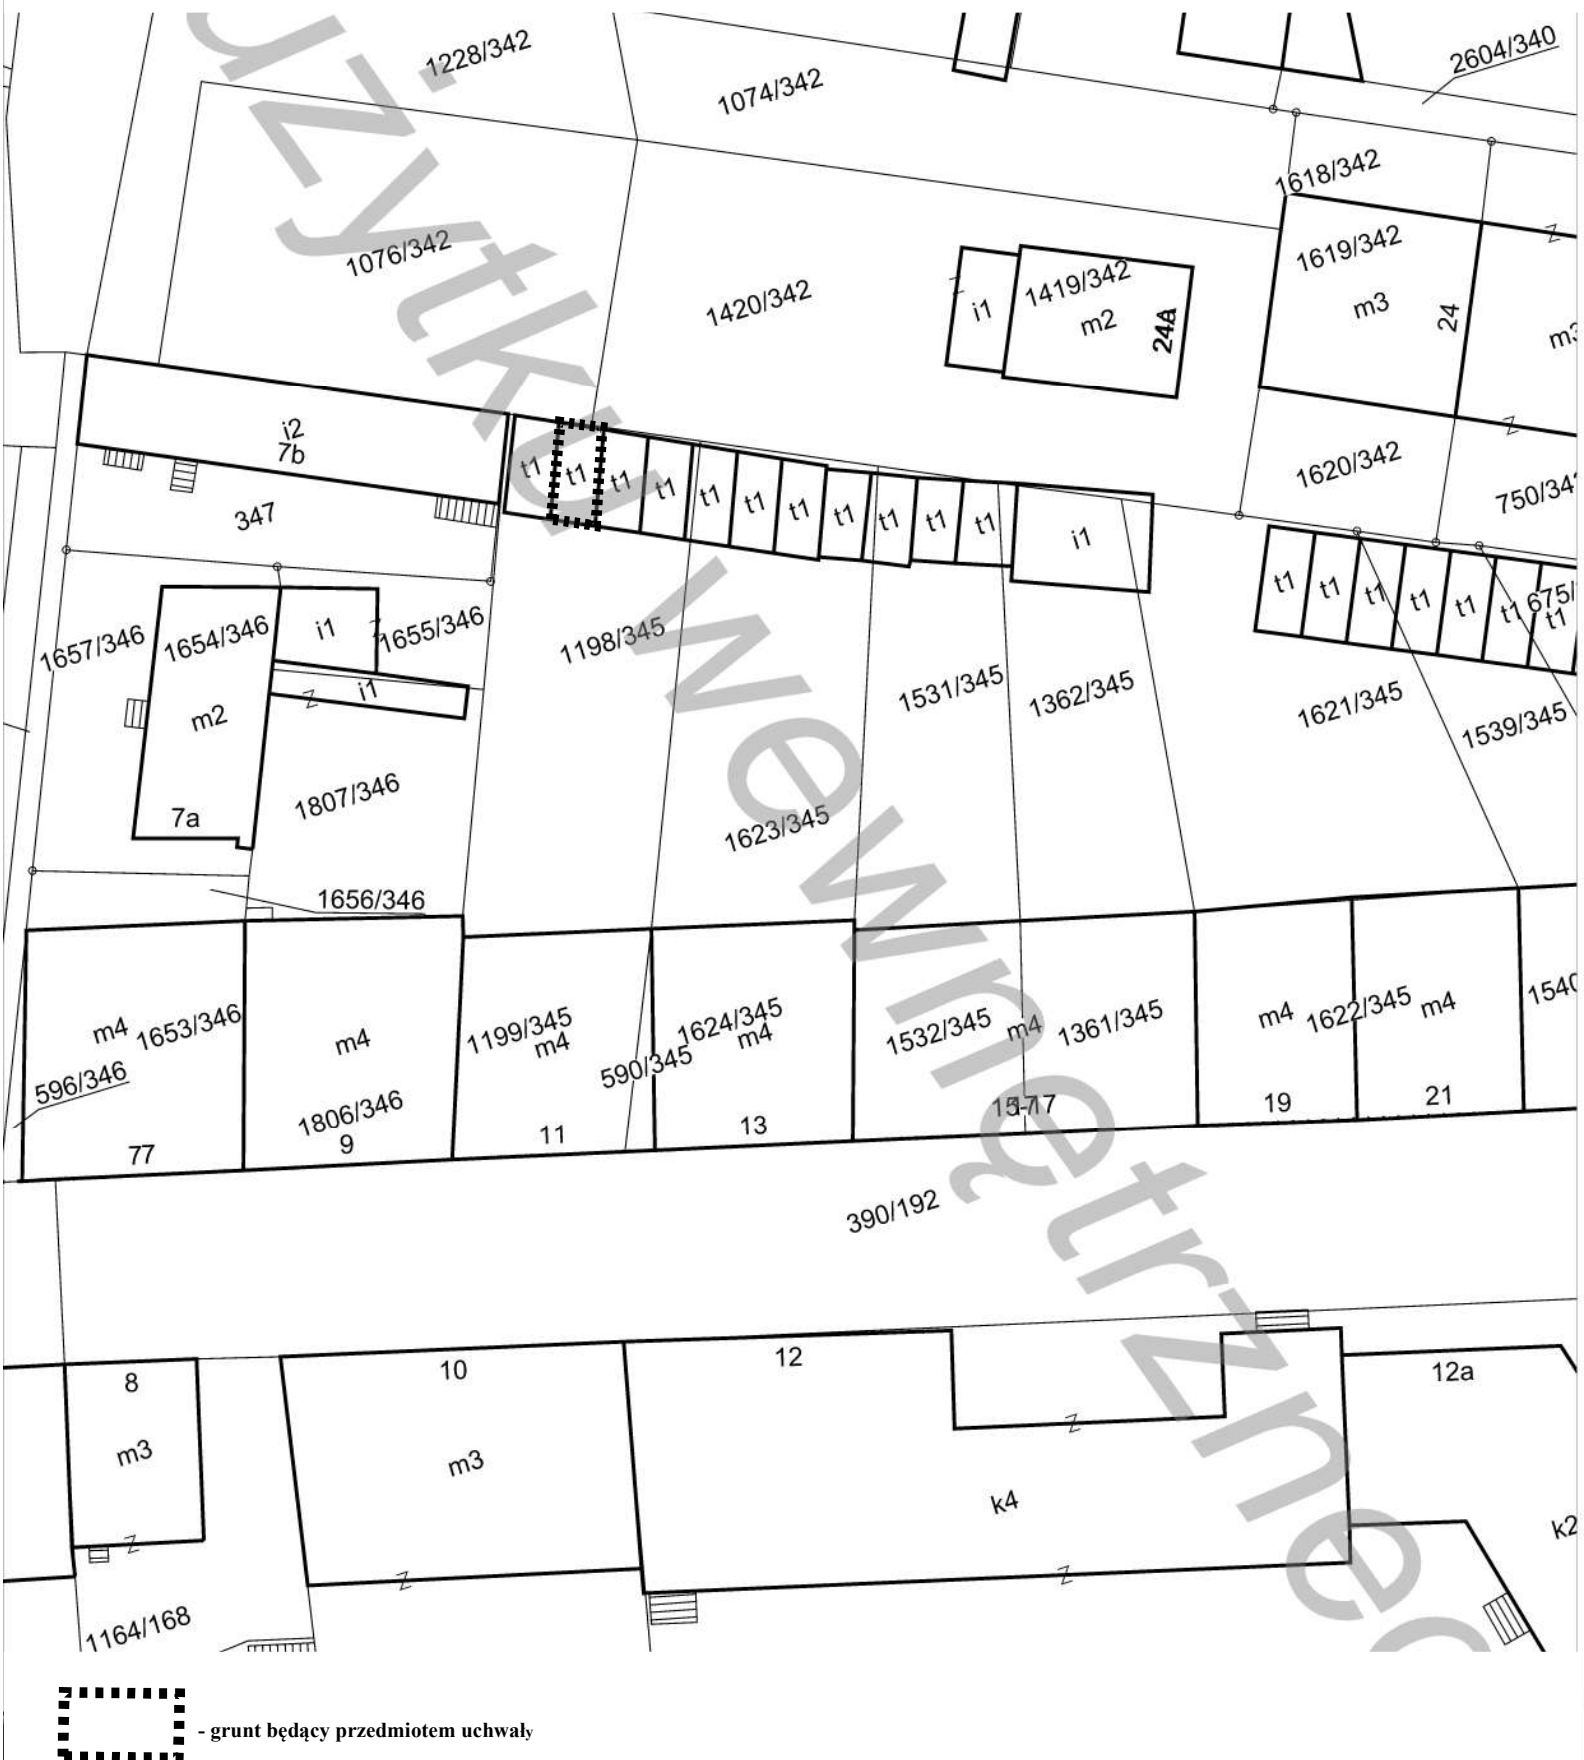 użytku wewnętrzneg
1228/342
2604/340
1074/342
1618/342
1076/342
1619/342
1419/342
1420/342
i1
m2
24A
m3
24
m3
i2
7b
t1
t1
t1
t1
t1
t1
t1
t1
t1
t1
t1
i1
1620/342
750/342
347
t1
t1
t1
t1
t1
t1
675/
t1
1657/346
1654/346
i1
1655/346
1198/345
i1
m2
1531/345
1362/345
1621/345
1539/345
7a
1807/346
1623/345
1656/346
m4
1653/346
m4
1199/345
m4
1624/345
m4
590/345
1532/345
m4
1361/345
m4
1622/345
m4
1540
596/346
1806/346
77
9
11
13
15-17
19
21
390/192
8
10
12
12a
m3
m3
k4
k2
1164/168
- grunt będący przedmiotem uchwały